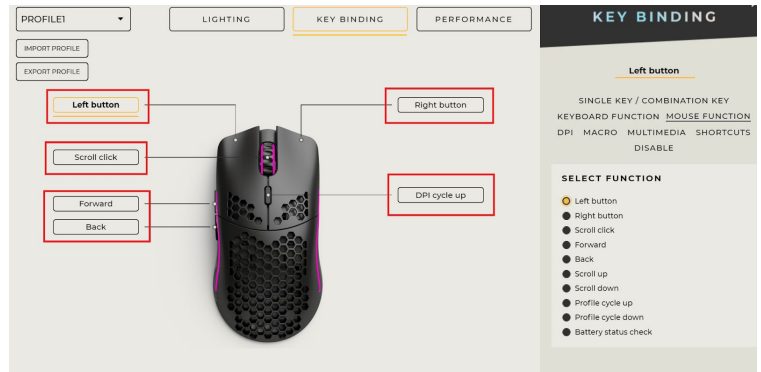 PROFILE1
LIGHTING
KEY BINDING
PERFORMANCE
IMPORT PROFILE
EXPORT PROFILE
Left button
Right button
Scroll click
Forward
Back
DPI cycle up
KEY BINDING
Left button
SINGLE KEY / COMBINATION KEY
KEYBOARD FUNCTION MOUSE FUNCTION
DPI MACRO MULTIMEDIA SHORTCUTS
DISABLE
SELECT FUNCTION
Left button
Right button
Scroll click
Forward
Back
Scroll up
Scroll down
Profile cycle up
Profile cycle down
Battery status check